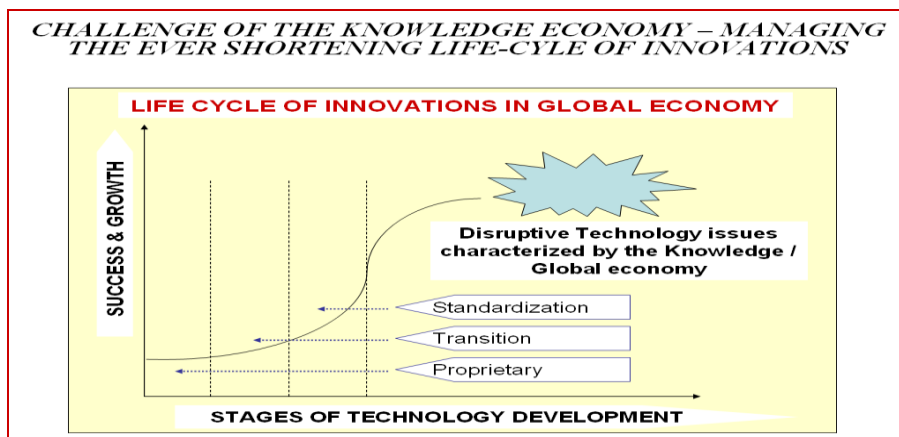 CHALLENGE OF THE KNOWLEDGE ECONOMY – MANAGING
THE EVER SHORTENING LIFE-CYLE OF INNOVATIONS
LIFE CYCLE OF INNOVATIONS IN GLOBAL ECONOMY
SUCCESS & GROWTH
Disruptive Technology issues
characterized by the Knowledge /
Global economy
Standardization
Transition
Proprietary
STAGES OF TECHNOLOGY DEVELOPMENT